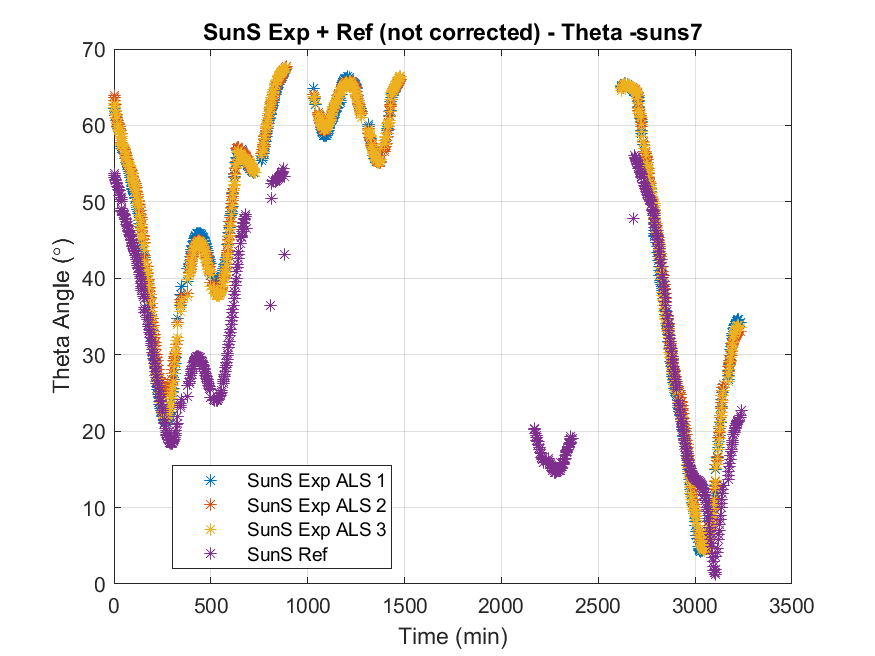 SunS Exp + Ref (not corrected) - Theta -suns7
70
60
50
40
30
20
10
0
Theta Angle (°)
SunS Exp ALS 1
SunS Exp ALS 2
SunS Exp ALS 3
SunS Ref
0 500 1000 1500 2000 2500 3000 3500
Time (min)